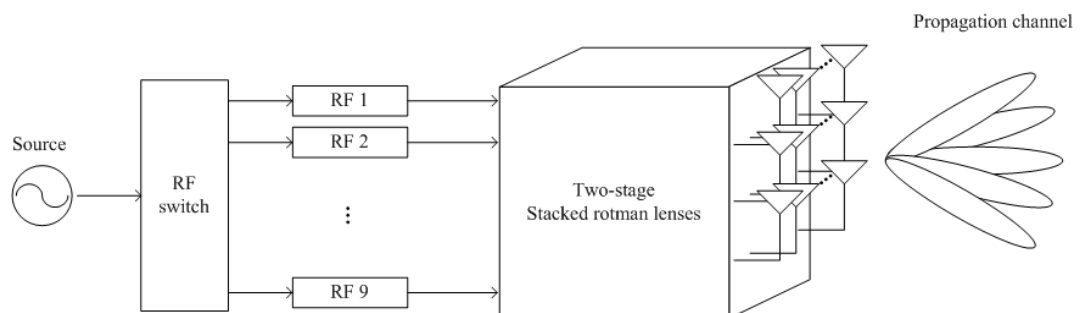 Propagation channel
Source
RF
switch
RF 1
RF 2
⋮
RF 9
Two-stage
Stacked rotman lenses